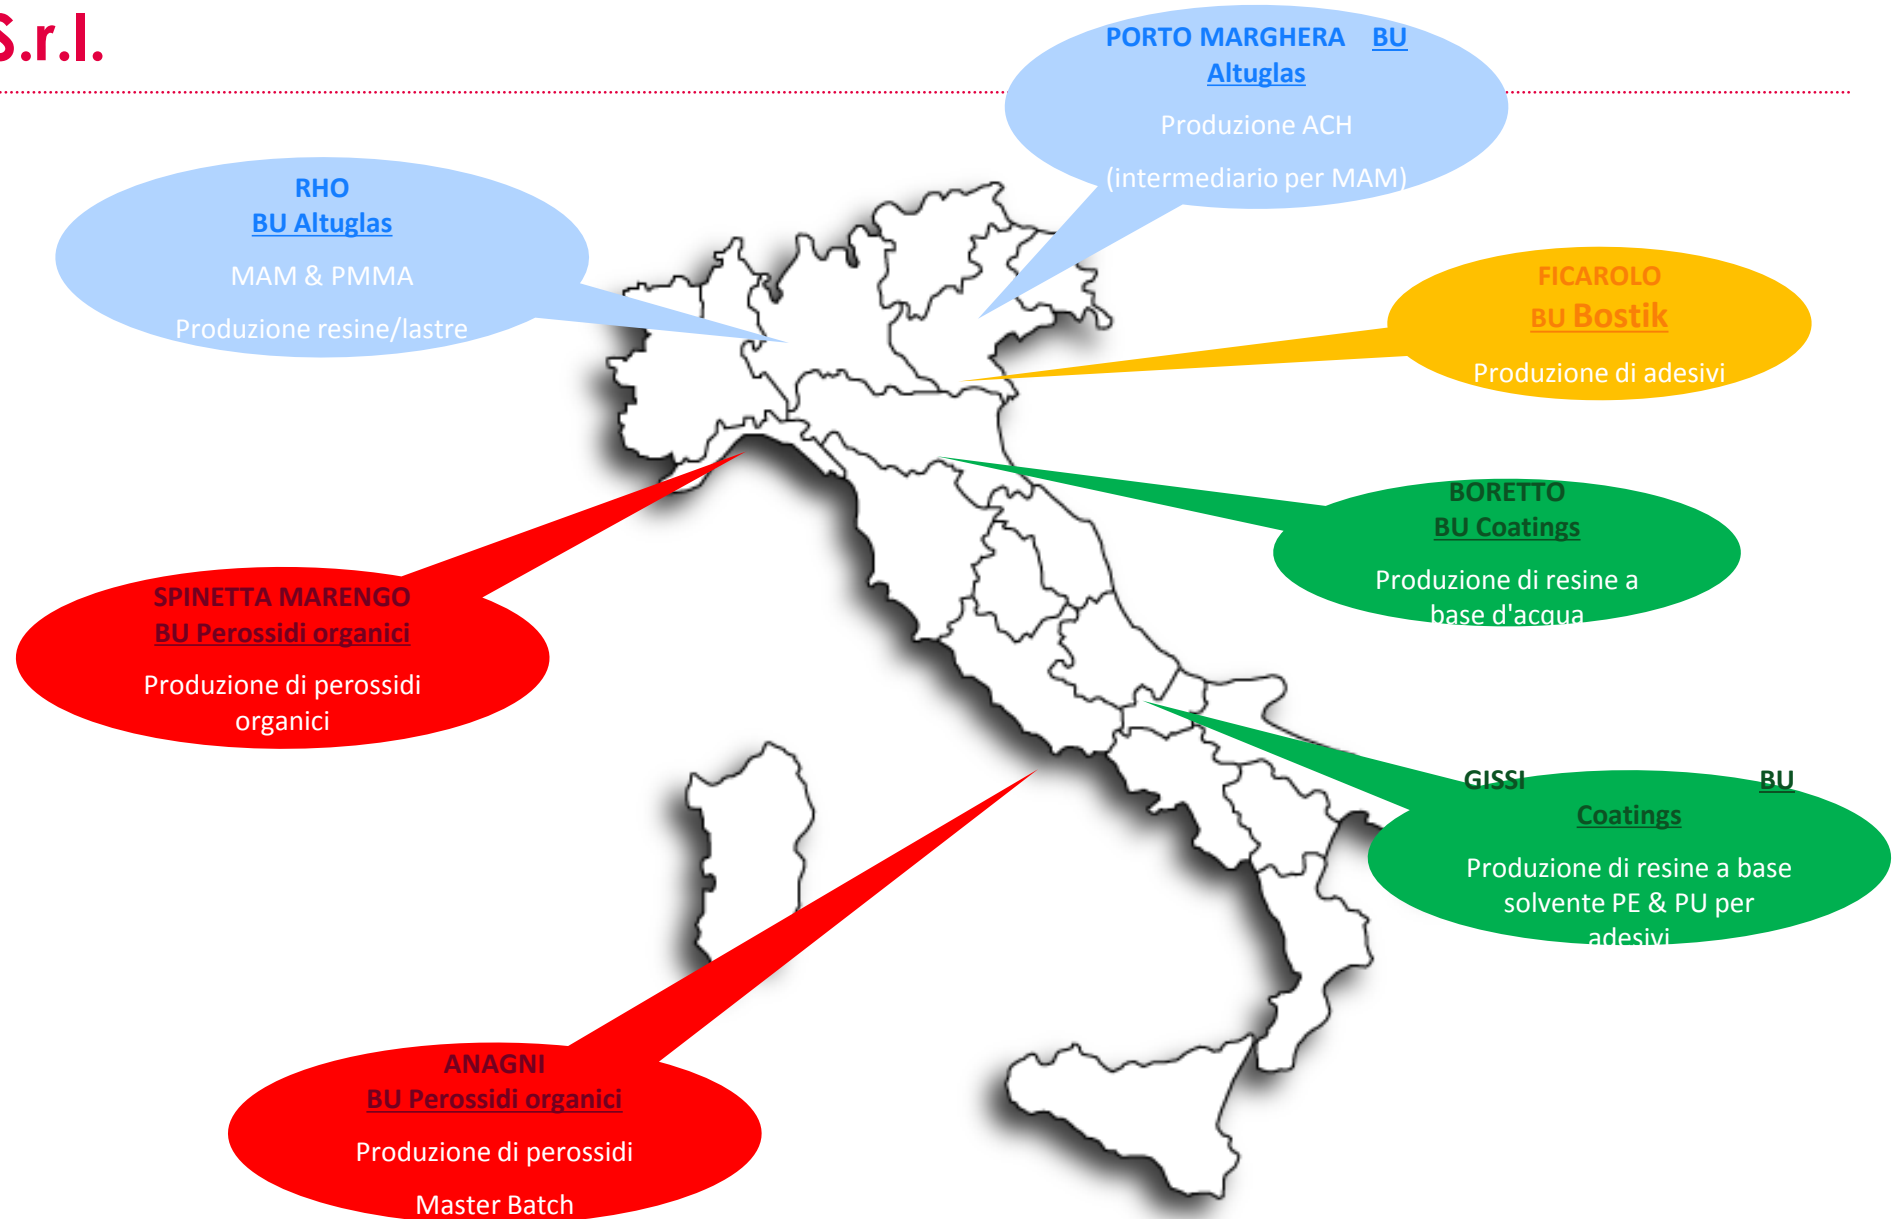 S.r.l.
PORTO MARGHERA BU
Altuglas
Produzione ACH
(intermediario per MAM)
RHO
BU Altuglas
MAM & PMMA
Produzione resine/lastre
FICAROLO
BU Bostik
Produzione di adesivi
BORETTO
BU Coatings
Produzione di resine a
base d'acqua
SPINETTA MARENGO
BU Perossidi organici
Produzione di perossidi
organici
GISSI BU
Coatings
Produzione di resine a base
solvente PE & PU per
adesivi
ANAGNI
BU Perossidi organici
Produzione di perossidi
Master Batch